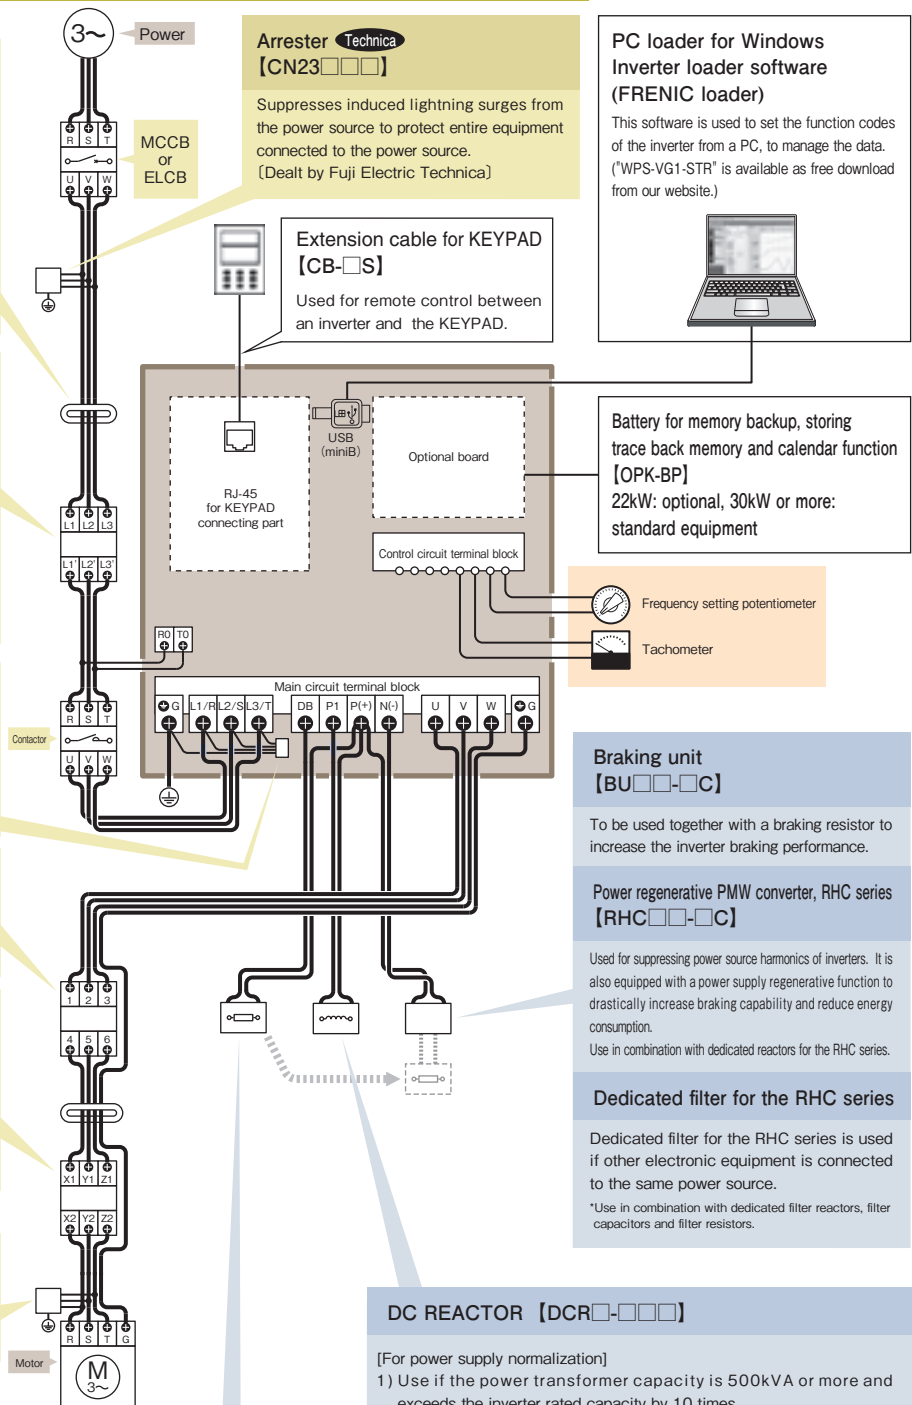 3~
Power
R S T
U V W
MCCB
or
ELCB
Arrester Technica
【CN23□□□】
Suppresses induced lightning surges from
the power source to protect entire equipment
connected to the power source.
〔Dealt by Fuji Electric Technica〕
PC loader for Windows
Inverter loader software
(FRENIC loader)
This software is used to set the function codes
of the inverter from a PC, to manage the data.
("WPS-VG1-STR" is available as free download
from our website.)
Extension cable for KEYPAD
【CB-□S】
Used for remote control between
an inverter and the KEYPAD.
USB
(miniB)
RJ-45
for KEYPAD
connecting part
Optional board
Control circuit terminal block
Battery for memory backup, storing
trace back memory and calendar function
【OPK-BP】
22kW: optional, 30kW or more:
standard equipment
Frequency setting potentiometer
Tachometer
L1 L2 L3
L1' L2' L3'
R0 T0
Main circuit terminal block
G L1/R L2/S L3/T DB P1 P(+) N(-) U V W G
Contactor
R S T
U V W
Braking unit
【BU□□-□C】
To be used together with a braking resistor to
increase the inverter braking performance.
Power regenerative PMW converter, RHC series
【RHC□□-□C】
Used for suppressing power source harmonics of inverters. It is
also equipped with a power supply regenerative function to
drastically increase braking capability and reduce energy
consumption.
Use in combination with dedicated reactors for the RHC series.
Dedicated filter for the RHC series
Dedicated filter for the RHC series is used
if other electronic equipment is connected
to the same power source.
*Use in combination with dedicated filter reactors, filter
capacitors and filter resistors.
1 2 3
4 5 6
X1 Y1 Z1
X2 Y2 Z2
R S T G
Motor
M
3~
DC REACTOR 【DCR□-□□□】
[For power supply normalization]
1) Use if the power transformer capacity is 500kVA or more and
exceeds the inverter rated capacity by 10 times.